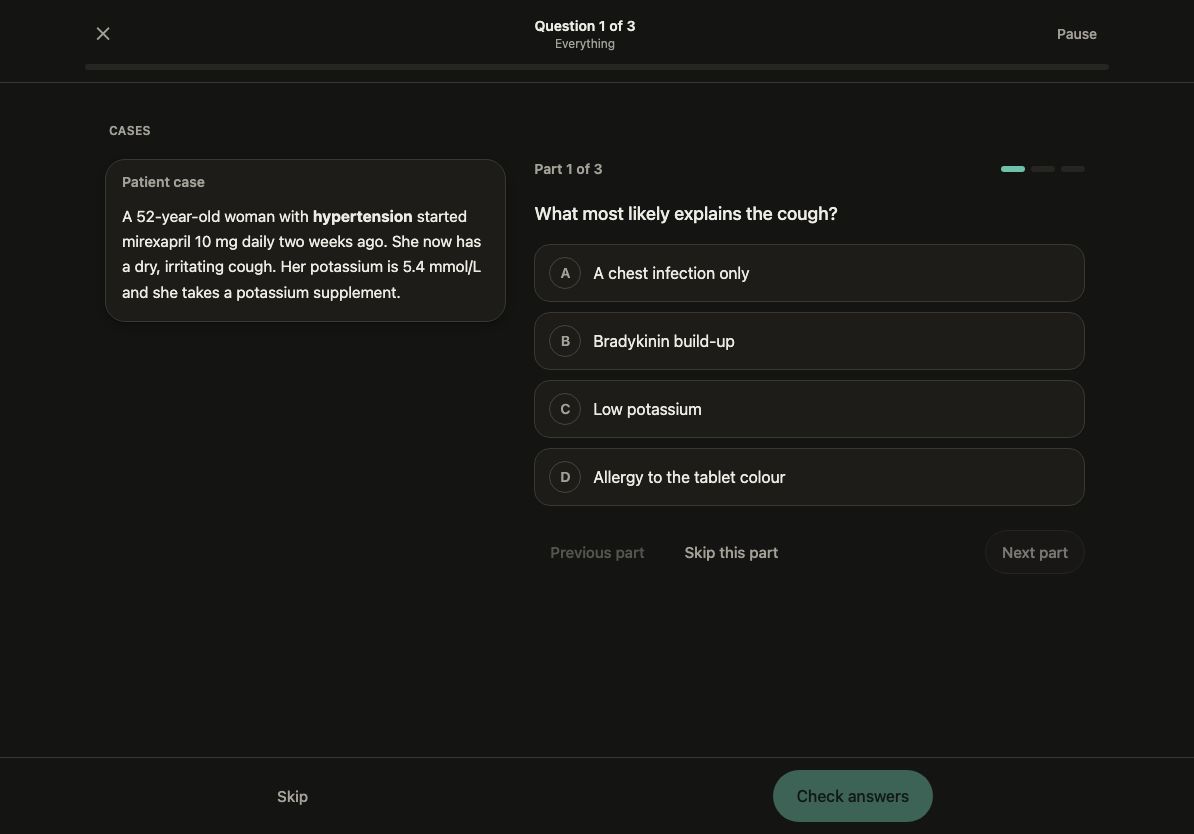 Question 1 of 3
Everything
Pause
CASES
Patient case
A 52-year-old woman with hypertension started
mirexapril 10 mg daily two weeks ago. She now has
a dry, irritating cough. Her potassium is 5.4 mmol/L
and she takes a potassium supplement.
Part 1 of 3
What most likely explains the cough?
A A chest infection only
B Bradykinin build-up
C Low potassium
D Allergy to the tablet colour
Previous part Skip this part Next part
Skip Check answers